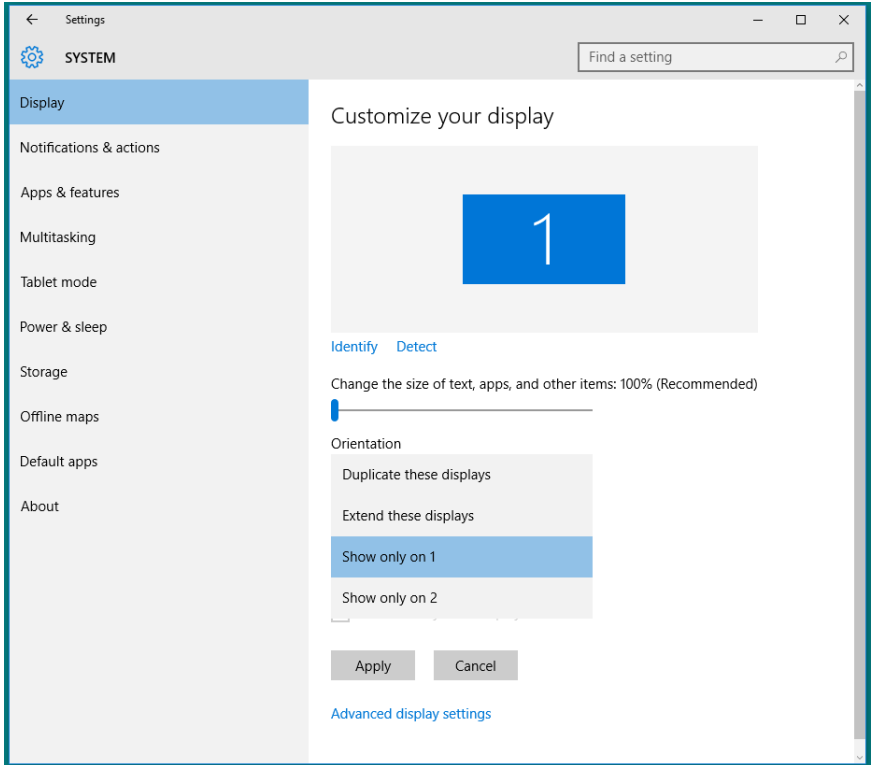 Settings
SYSTEM
Find a setting
Display
Notifications & actions
Apps & features
Multitasking
Tablet mode
Power & sleep
Storage
Offline maps
Default apps
About
Customize your display
1
Identify Detect
Change the size of text, apps, and other items: 100% (Recommended)
Orientation
Duplicate these displays
Extend these displays
Show only on 1
Show only on 2
Apply Cancel
Advanced display settings